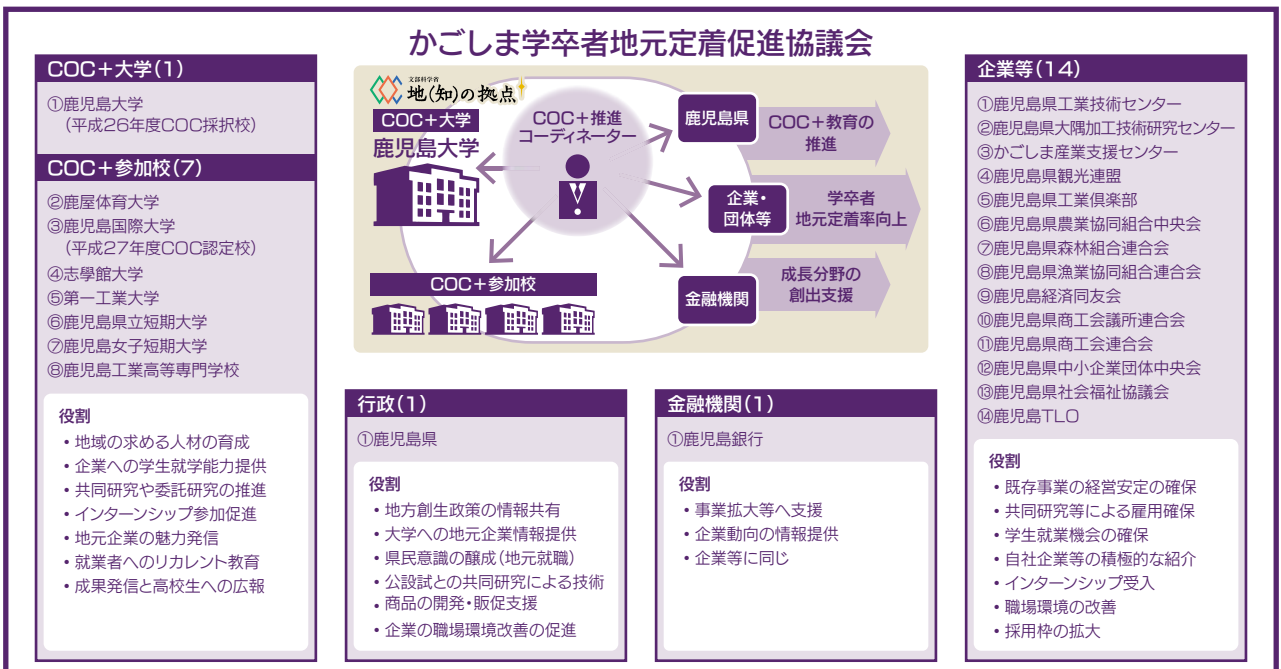 かごしま学卒者地元定着促進協議会
COC+大学(1)
①鹿児島大学
(平成26年度COC採択校)
COC+参加校(7)
②鹿屋体育大学
③鹿児島国際大学
(平成27年度COC認定校)
④志學館大学
⑤第一工業大学
⑥鹿児島県立短期大学
⑦鹿児島女子短期大学
⑧鹿児島工業高等専門学校
役割
・地域の求める人材の育成
・企業への学生就学能力提供
・共同研究や委託研究の推進
・インターンシップ参加促進
・地元企業の魅力発信
・就業者へのリカレント教育
・成果発信と高校生への広報
文部科学省
地(知)の拠点
COC+大学
鹿児島大学
COC+推進
コーディネーター
COC+参加校
鹿児島県
企業・
団体等
金融機関
COC+教育の
推進
学卒者
地元定着率向上
成長分野の
創出支援
行政(1)
①鹿児島県
役割
・地方創生政策の情報共有
・大学への地元企業情報提供
・県民意識の醸成(地元就職)
・公設試との共同研究による技術
・商品の開発・販促支援
・企業の職場環境改善の促進
金融機関(1)
①鹿児島銀行
役割
・事業拡大等へ支援
・企業動向の情報提供
・企業等に同じ
企業等(14)
①鹿児島県工業技術センター
②鹿児島県大隅加工技術研究センター
③かごしま産業支援センター
④鹿児島県観光連盟
⑤鹿児島県工業倶楽部
⑥鹿児島県農業協同組合中央会
⑦鹿児島県森林組合連合会
⑧鹿児島県漁業協同組合連合会
⑨鹿児島経済同友会
⑩鹿児島県商工会議所連合会
⑪鹿児島県商工会連合会
⑫鹿児島県中小企業団体中央会
⑬鹿児島県社会福祉協議会
⑭鹿児島TLO
役割
・既存事業の経営安定の確保
・共同研究等による雇用確保
・学生就業機会の確保
・自社企業等の積極的な紹介
・インターンシップ受入
・職場環境の改善
・採用枠の拡大